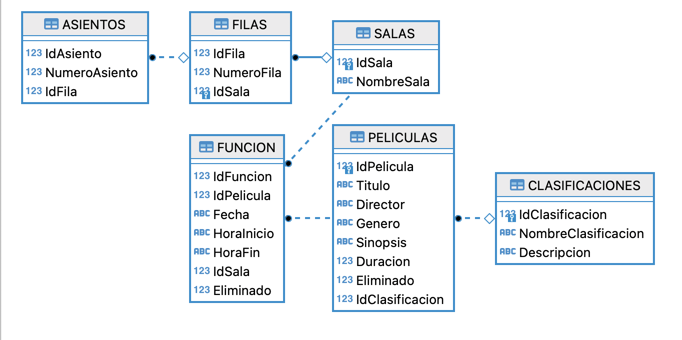 ASIENTOS
123 IdAsiento
123 NumeroAsiento
123 IdFila
FILAS
123 IdFila
123 NumeroFila
123 IdSala
SALAS
123 IdSala
ABC NombreSala
FUNCION
123 IdFuncion
123 IdPelicula
ABC Fecha
ABC HoraInicio
ABC HoraFin
123 IdSala
123 Eliminado
PELICULAS
123 IdPelicula
ABC Titulo
ABC Director
ABC Genero
ABC Sinopsis
123 Duracion
123 Eliminado
123 IdClasificacion
CLASIFICACIONES
123 IdClasificacion
ABC NombreClasificacion
ABC Descripcion